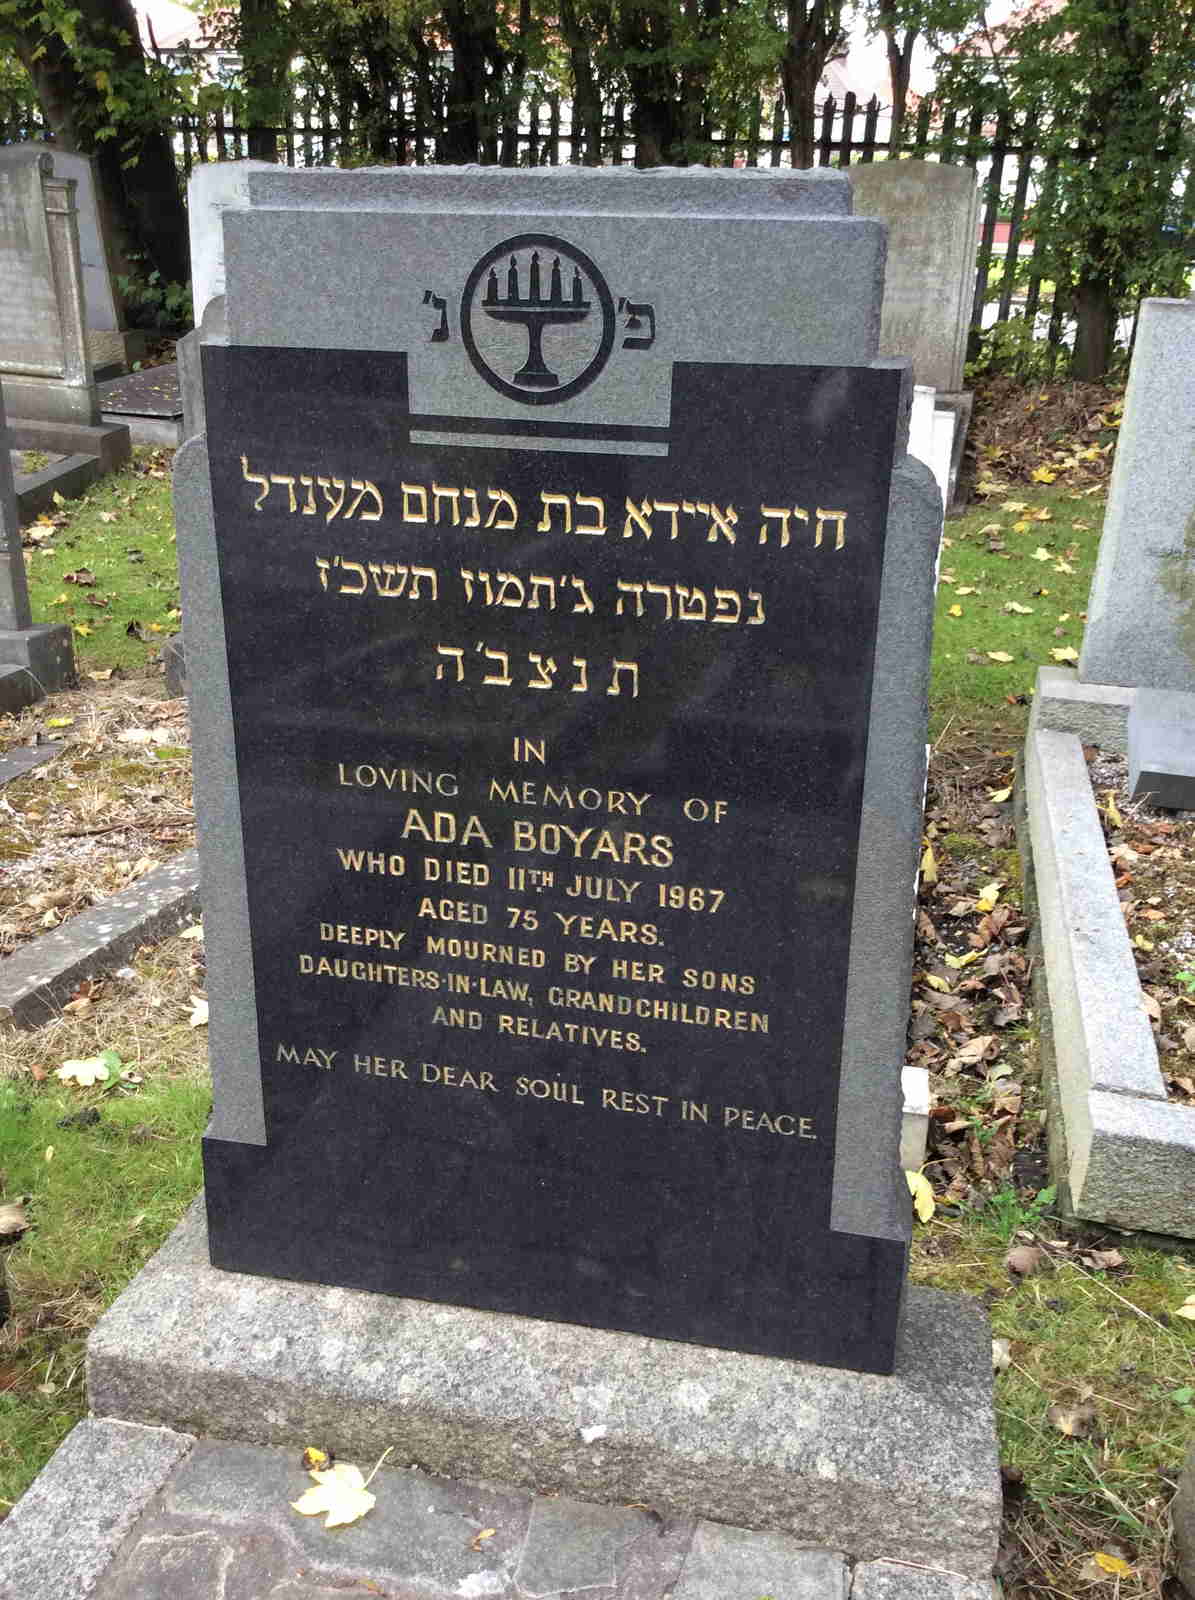 פ׳ נ׳
חיה איידא בת מנחם מענדל
נפטרה ג׳תמוז תשכ׳ז
ת נ צ ב׳ ה
IN
LOVING MEMORY OF
ADA BOYARS
WHO DIED 11TH JULY 1967
AGED 75 YEARS.
DEEPLY MOURNED BY HER SONS
DAUGHTERS-IN-LAW, GRANDCHILDREN
AND RELATIVES.
MAY HER DEAR SOUL REST IN PEACE.